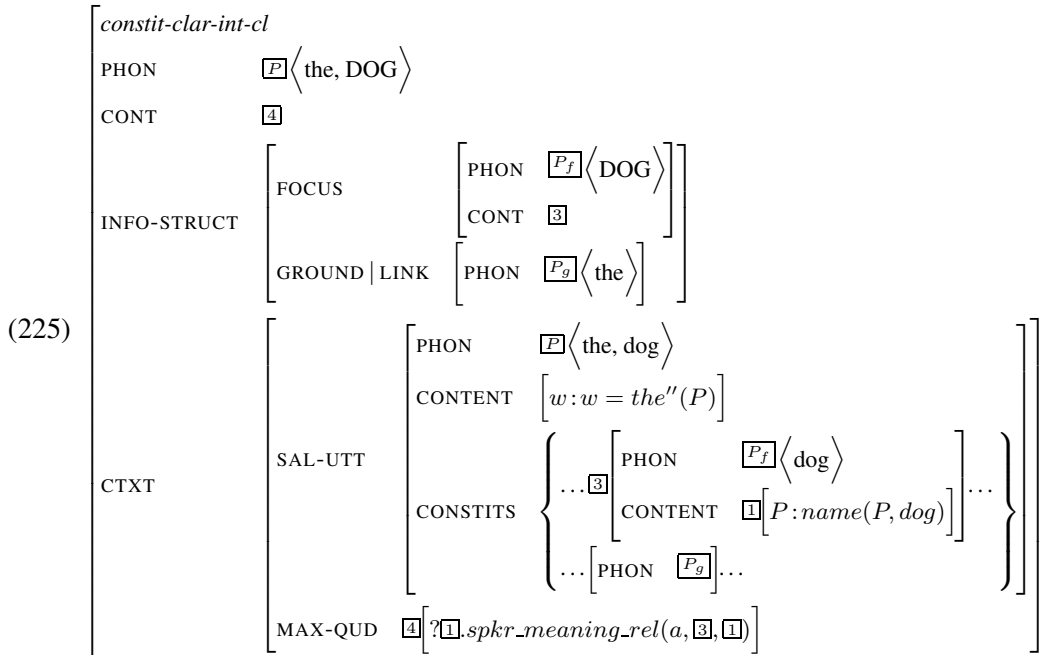 constit-clar-int-cl
PHON P ⟨the, DOG⟩
CONT 4
INFO-STRUCT
FOCUS
PHON P_f ⟨DOG⟩
CONT 3
GROUND | LINK [PHON P_g ⟨the⟩]
(225)
CTXT
SAL-UTT
PHON P ⟨the, dog⟩
CONTENT [w : w = the′′(P)]
CONSTITS
... 3 [PHON P_f ⟨dog⟩
CONTENT 1 [P : name(P, dog)]] ...
... [PHON P_g] ...
MAX-QUD 4 [?1.spkr_meaning_rel(a, 3, 1)]